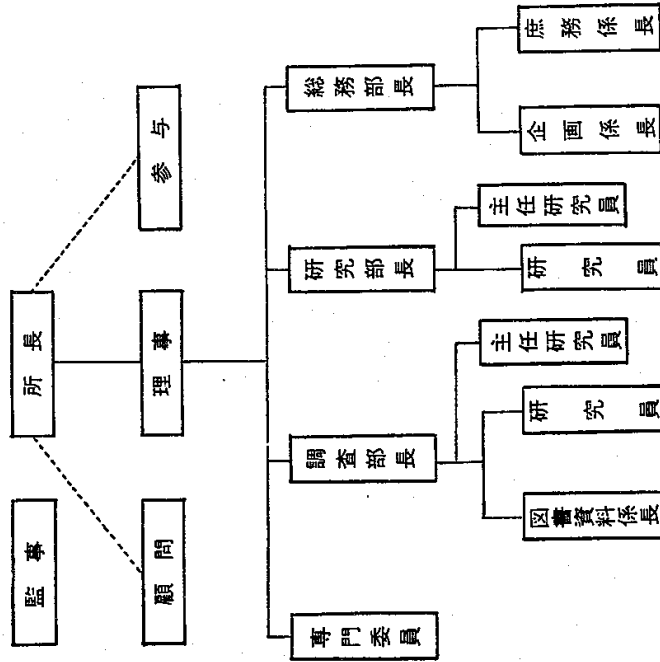 監事
所長
顧問
理事
参与
専門委員
調査部長
研究部長
総務部長
図書資料係長
研究員
主任研究員
研究員
主任研究員
企画係長
庶務係長